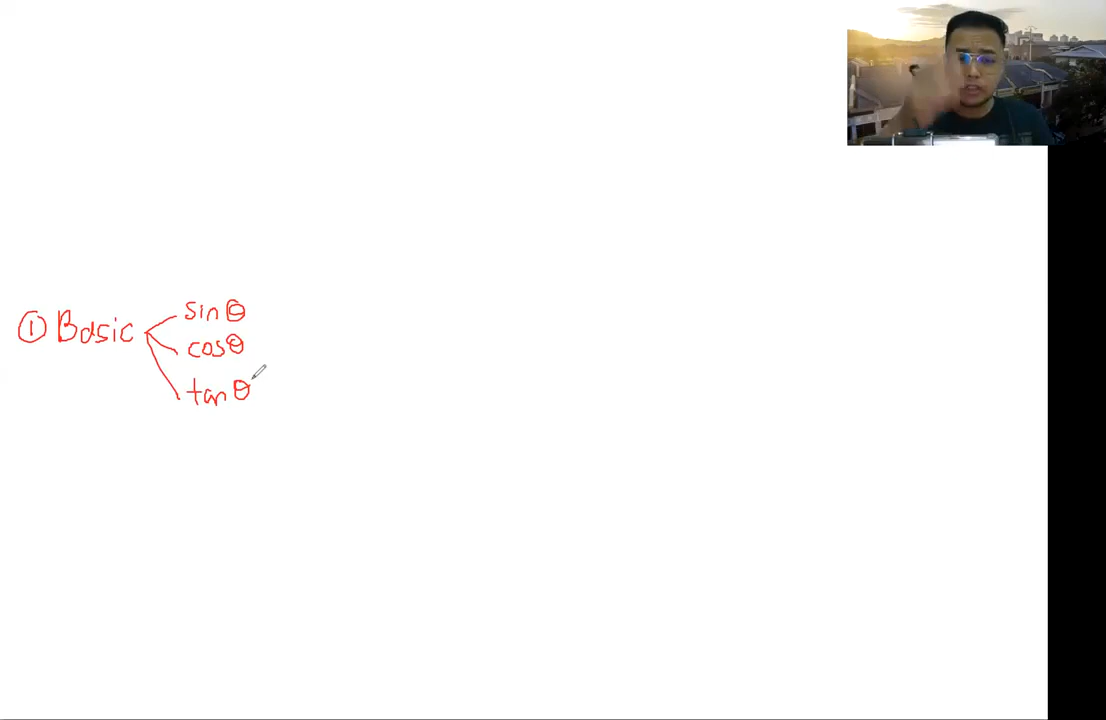 ① Basic
sin θ
cos θ
tan θ